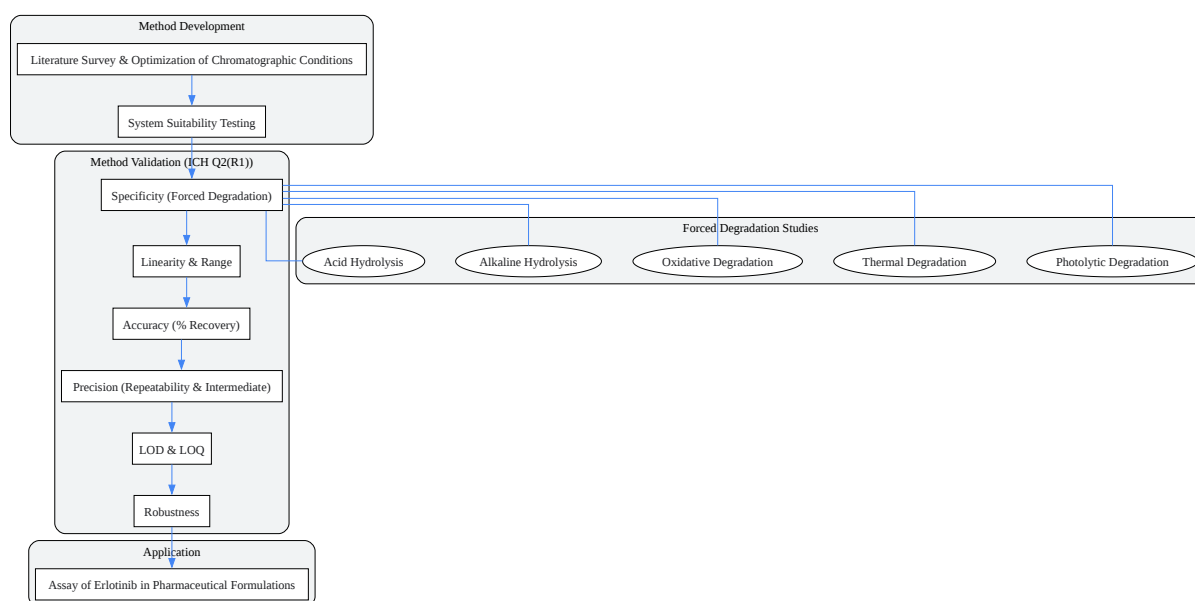 Method Development
Literature Survey & Optimization of Chromatographic Conditions
System Suitability Testing
Method Validation (ICH Q2(R1))
Specificity (Forced Degradation)
Forced Degradation Studies
Linearity & Range
Acid Hydrolysis
Alkaline Hydrolysis
Oxidative Degradation
Thermal Degradation
Photolytic Degradation
Accuracy (% Recovery)
Precision (Repeatability & Intermediate)
LOD & LOQ
Robustness
Application
Assay of Erlotinib in Pharmaceutical Formulations